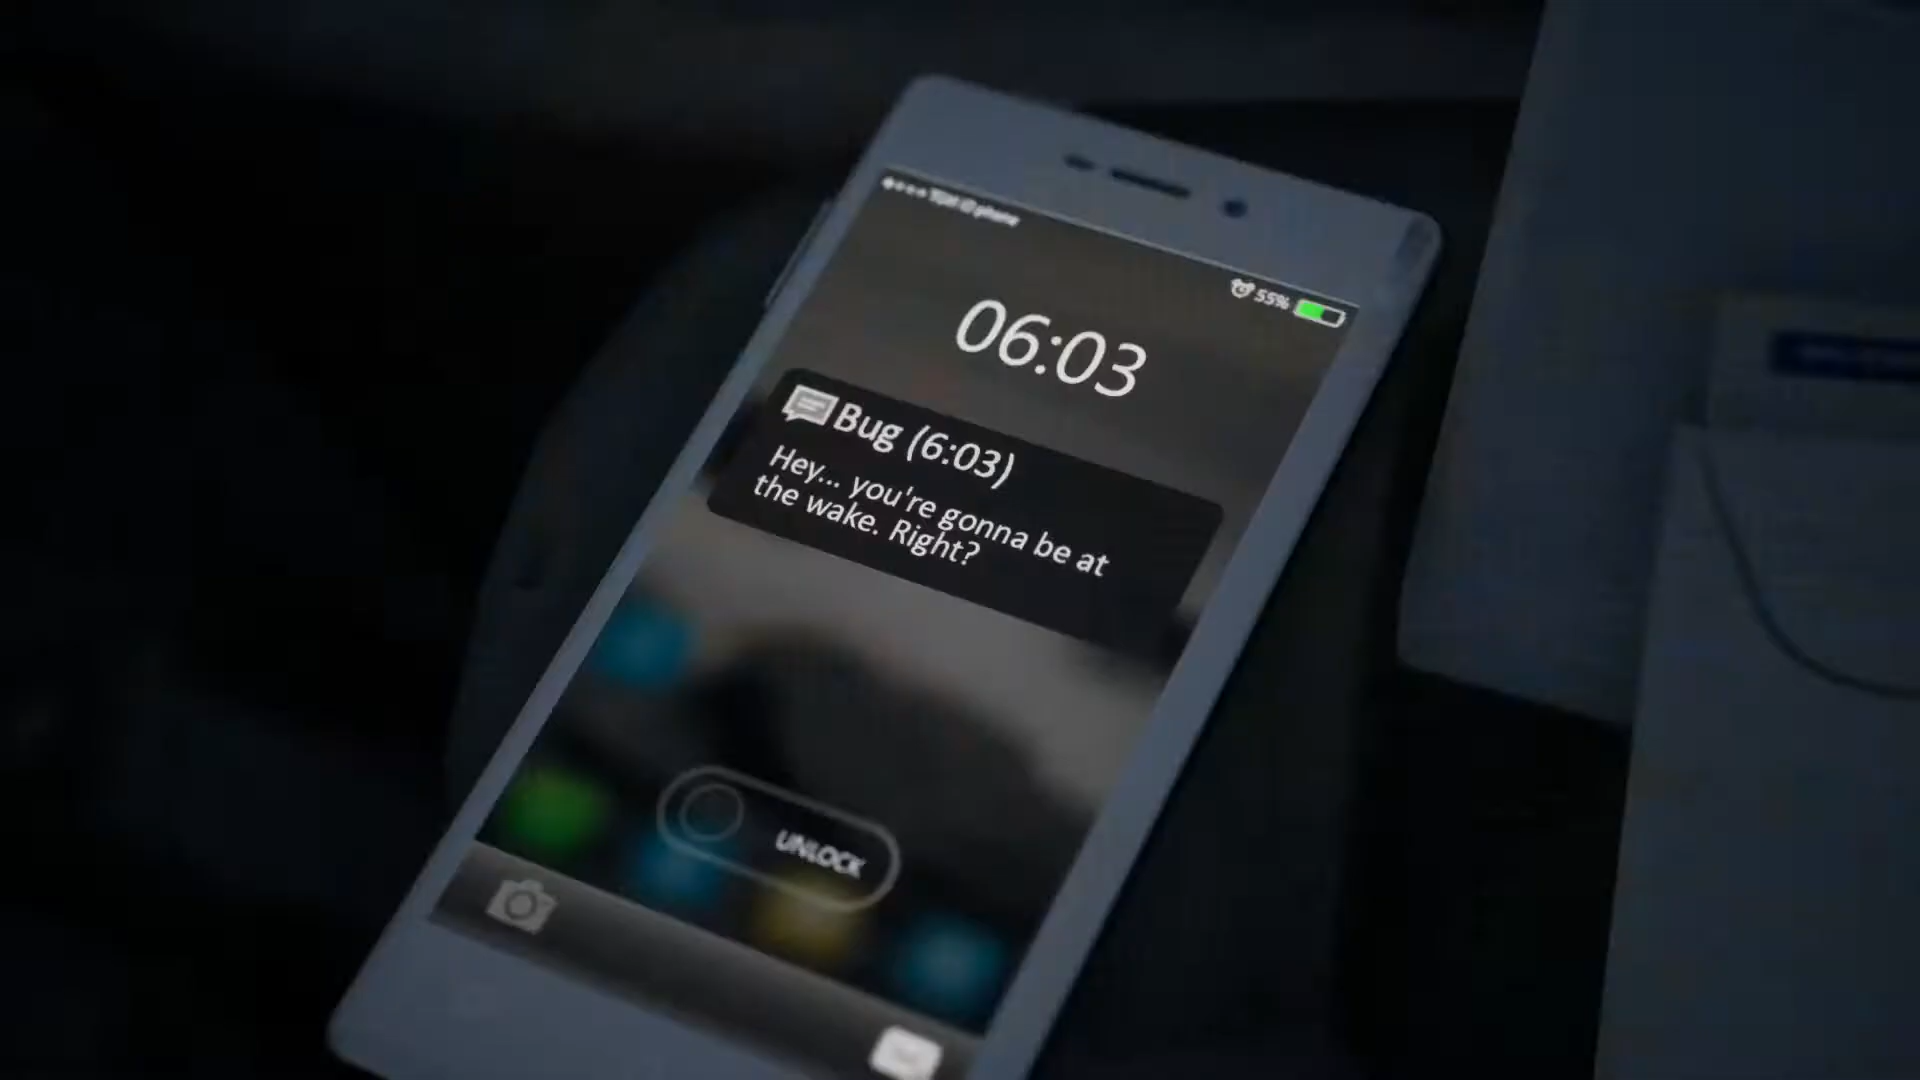 55%
06:03
Bug (6:03)
Hey... you're gonna be at
the wake. Right?
UNLOCK